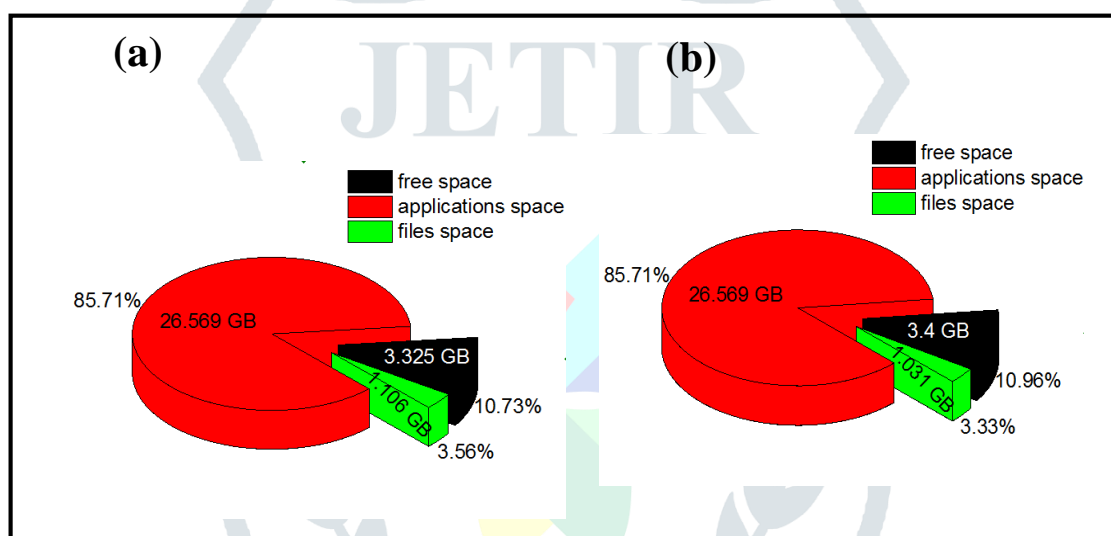 JETIR
(a)
free space
applications space
files space
85.71%
26.569 GB
3.325 GB
1.106 GB
10.73%
3.56%
(b)
free space
applications space
files space
85.71%
26.569 GB
3.4 GB
1.031 GB
10.96%
3.33%